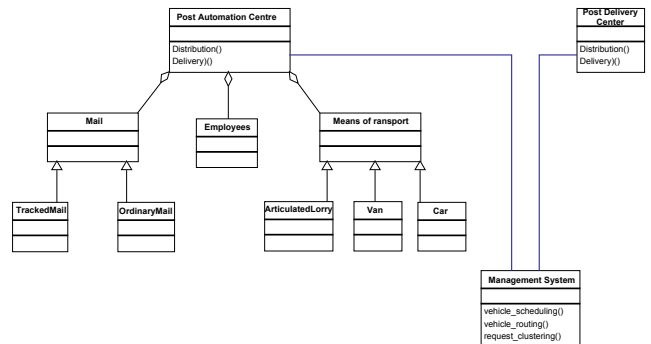 Post Automation Centre
Distribution()
Delivery)()
Post Delivery
Center
Distribution()
Delivery)()
Mail
Employees
Means of ransport
TrackedMail
OrdinaryMail
ArticulatedLorry
Van
Car
Management System
vehicle_scheduling()
vehicle_routing()
request_clustering()